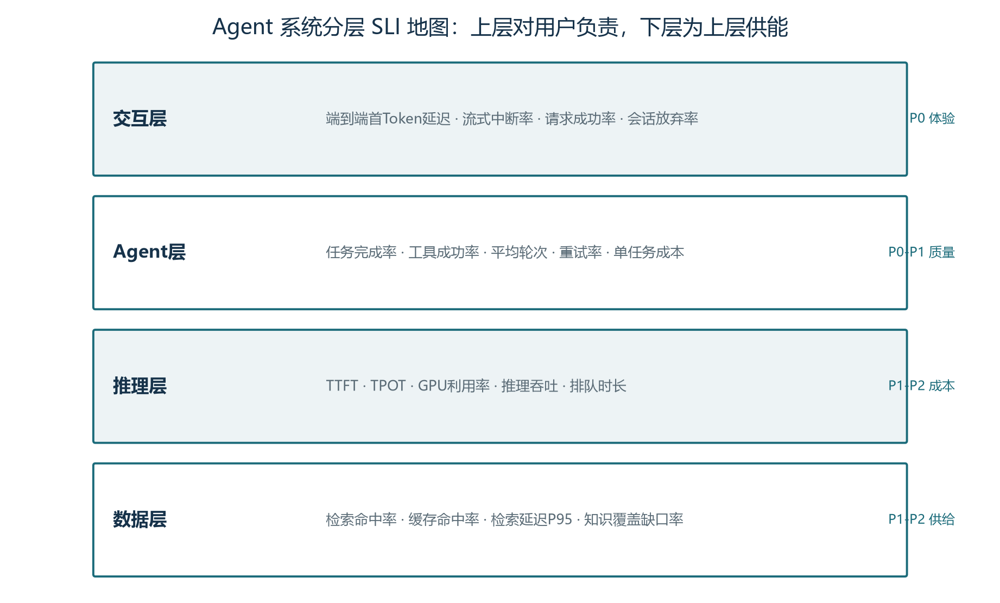 Agent 系统分层 SLI 地图：上层对用户负责，下层为上层供能
交互层 端到端首Token延迟 · 流式中断率 · 请求成功率 · 会话放弃率 P0 体验
Agent层 任务完成率 · 工具成功率 · 平均轮次 · 重试率 · 单任务成本 P0-P1 质量
推理层 TTFT · TPOT · GPU利用率 · 推理吞吐 · 排队时长 P1-P2 成本
数据层 检索命中率 · 缓存命中率 · 检索延迟P95 · 知识覆盖缺口率 P1-P2 供给